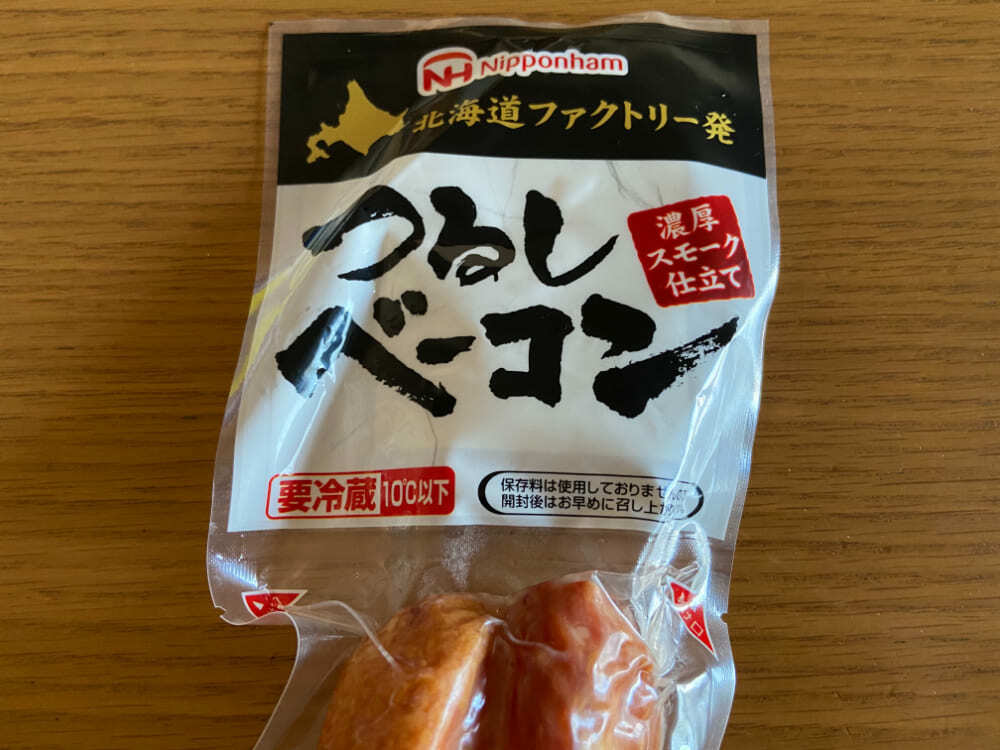 NH Nipponham
北海道ファクトリー発
つるし
ベーコン
濃厚
スモーク
仕立て
要冷蔵 10℃以下
保存料は使用しておりません
開封後はお早めに召し上が